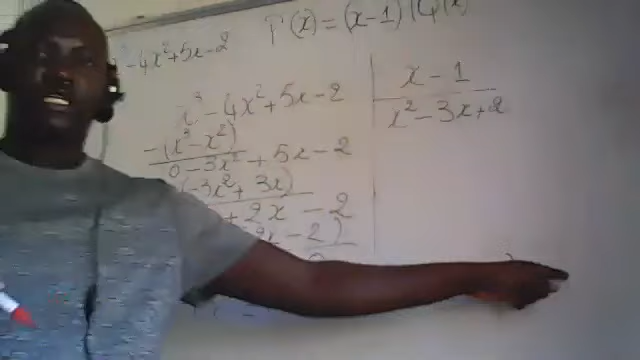 -4x²+5x-2
P(x) = (x-1)(Q(x)
x³ - 4x² + 5x - 2
x - 1
-(x³ - x²)
x² - 3x + 2
0 - 3x² + 5x - 2
(-3x² + 3x)
+ 2x - 2
- 2)
0